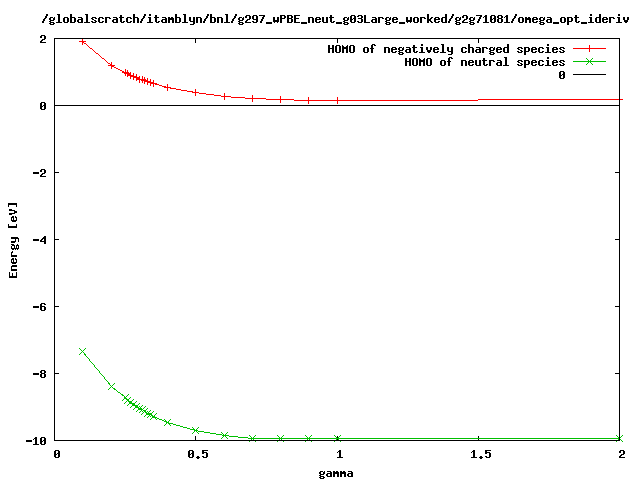 /globalscratch/itamblyn/bnl/g297_wPBE_neut_g03Large_worked/g2g71081/omega_opt_ideriv
HOMO of negatively charged species
HOMO of neutral species
0
2
0
-2
-4
-6
-8
-10
Energy [eV]
0 0.5 1 1.5 2
gamma